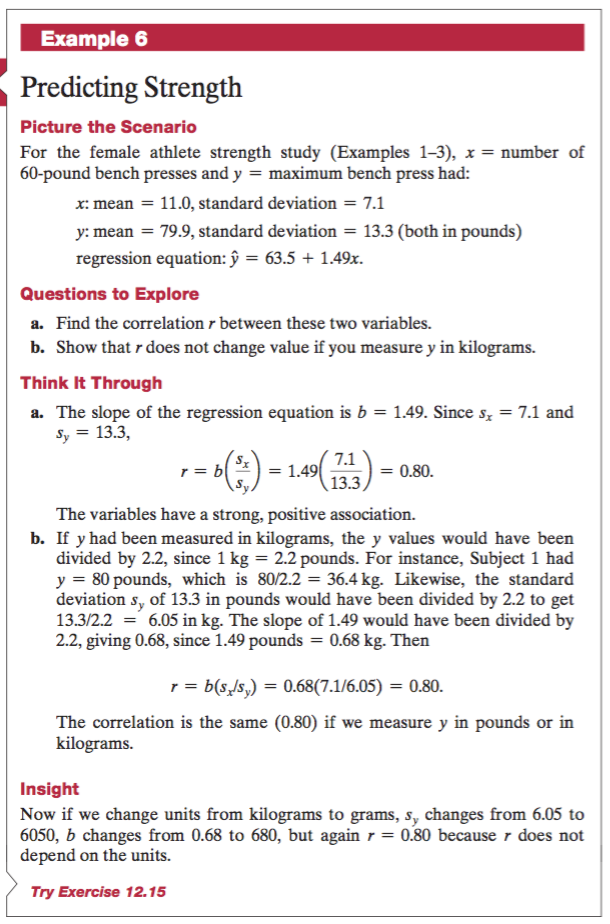 Example 6
Predicting Strength
Picture the Scenario
For the female athlete strength study (Examples 1–3), x = number of
60-pound bench presses and y = maximum bench press had:
x: mean = 11.0, standard deviation = 7.1
y: mean = 79.9, standard deviation = 13.3 (both in pounds)
regression equation: ŷ = 63.5 + 1.49x.
Questions to Explore
a. Find the correlation r between these two variables.
b. Show that r does not change value if you measure y in kilograms.
Think It Through
a. The slope of the regression equation is b = 1.49. Since sₓ = 7.1 and
s_y = 13.3,
r = b(sₓ/s_y) = 1.49(7.1/13.3) = 0.80.
The variables have a strong, positive association.
b. If y had been measured in kilograms, the y values would have been
divided by 2.2, since 1 kg = 2.2 pounds. For instance, Subject 1 had
y = 80 pounds, which is 80/2.2 = 36.4 kg. Likewise, the standard
deviation s_y of 13.3 in pounds would have been divided by 2.2 to get
13.3/2.2 = 6.05 in kg. The slope of 1.49 would have been divided by
2.2, giving 0.68, since 1.49 pounds = 0.68 kg. Then
r = b(sₓ/s_y) = 0.68(7.1/6.05) = 0.80.
The correlation is the same (0.80) if we measure y in pounds or in
kilograms.
Insight
Now if we change units from kilograms to grams, s_y changes from 6.05 to
6050, b changes from 0.68 to 680, but again r = 0.80 because r does not
depend on the units.
Try Exercise 12.15